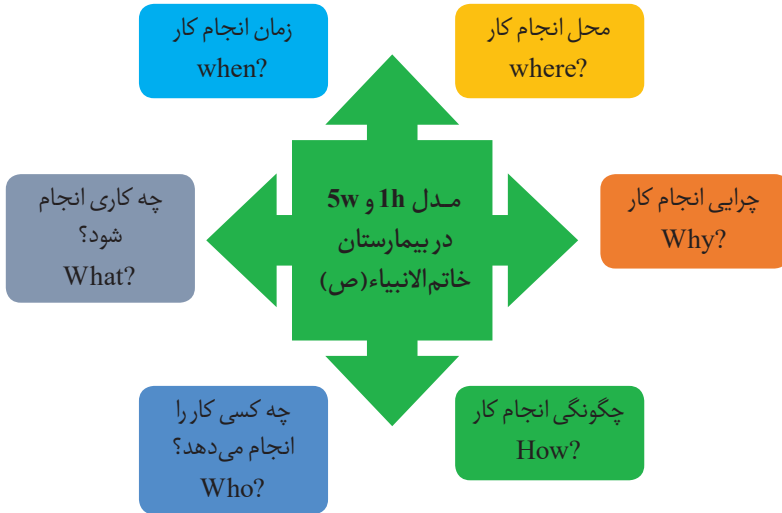 زمان انجام کار
when?
محل انجام کار
where?
چه کاری انجام
شود؟
What?
مـدل 1h و 5w
در بیمارستان
خاتم‌الانبیاء(ص)
چرایی انجام کار
Why?
چه کسی کار را
انجام می‌دهد؟
Who?
چگونگی انجام کار
How?